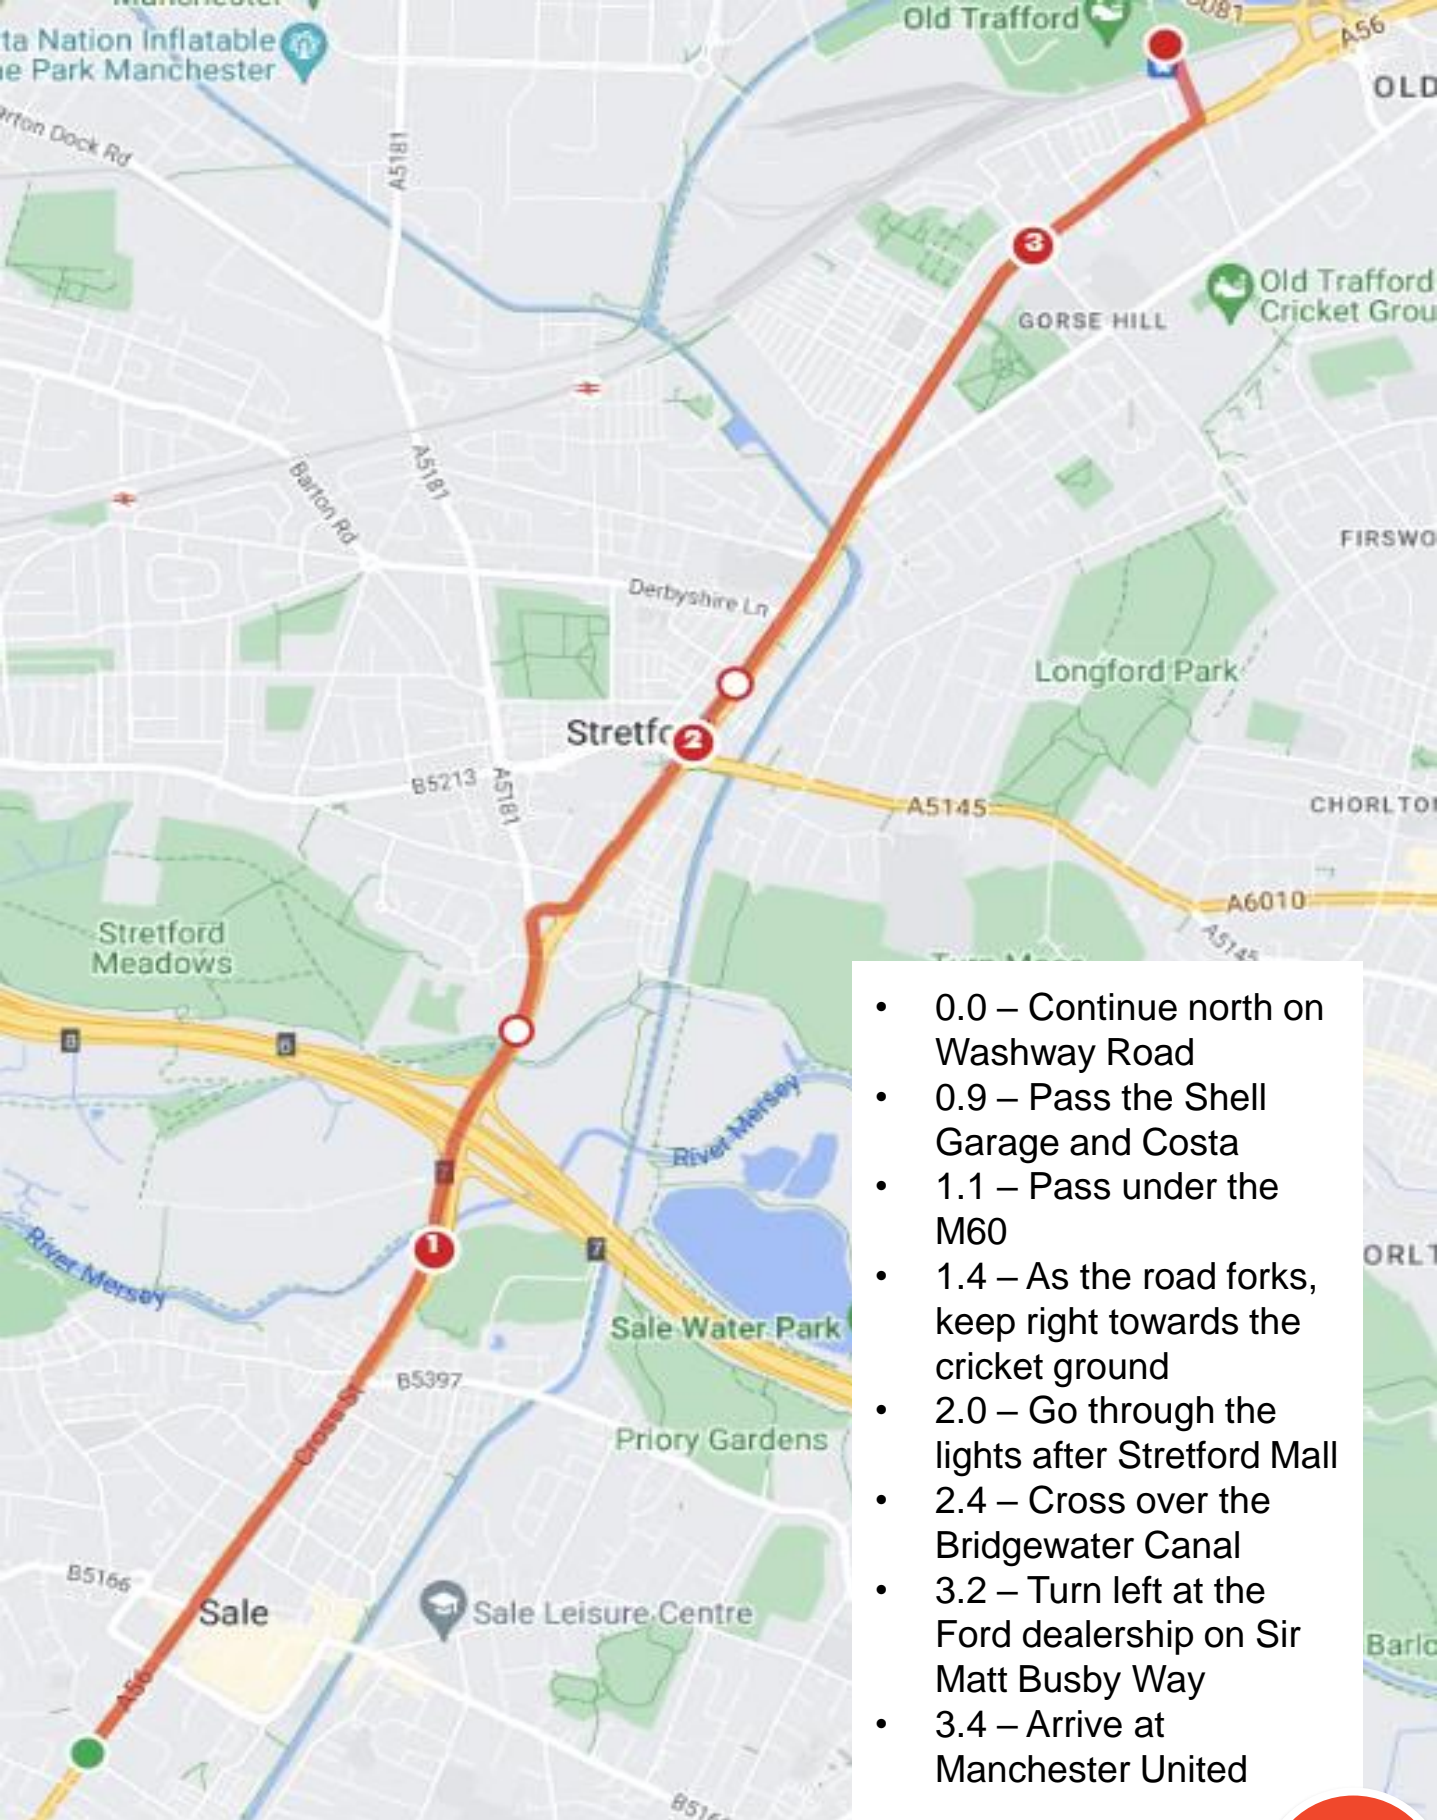 Manchester
ta Nation Inflatable
e Park Manchester
Old Trafford
A56
OLD
arton Dock Rd
A5181
Old Trafford
Cricket Grou
GORSE HILL
3
A5181
Barton Rd
FIRSWO
Derbyshire Ln
Longford Park
Stretfo
2
B5213
A5181
A5145
CHORLTO
A6010
A5145
Stretford
Meadows
8
6
River Mersey
7
1
7
River Mersey
ORLT
Sale Water Park
B5397
Cross St
Priory Gardens
B5166
Sale
Sale Leisure Centre
A56
Barlo
B5166
• 0.0 – Continue north on
Washway Road
• 0.9 – Pass the Shell
Garage and Costa
• 1.1 – Pass under the
M60
• 1.4 – As the road forks,
keep right towards the
cricket ground
• 2.0 – Go through the
lights after Stretford Mall
• 2.4 – Cross over the
Bridgewater Canal
• 3.2 – Turn left at the
Ford dealership on Sir
Matt Busby Way
• 3.4 – Arrive at
Manchester United